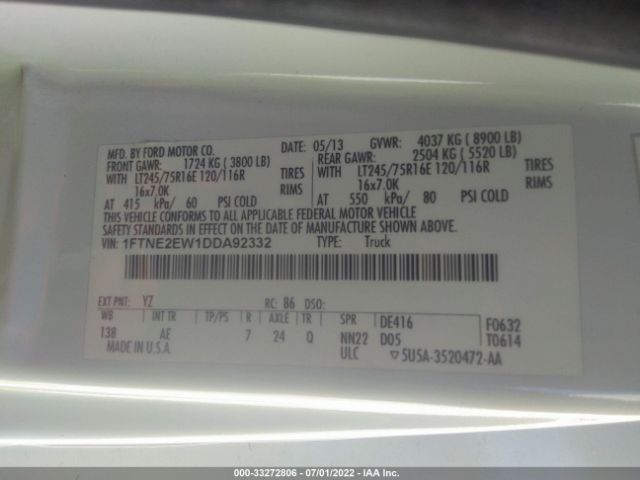 MFD. BY FORD MOTOR CO. DATE: 05/13 GVWR: 4037 KG (8900 LB)
FRONT GAWR: 1724 KG (3800 LB) REAR GAWR: 2504 KG (5520 LB)
WITH LT245/75R16E 120/116R TIRES WITH LT245/75R16E 120/116R TIRES
16x7.0K RIMS 16x7.0K RIMS
AT 415 kPa/ 60 PSI COLD AT 550 kPa/ 80 PSI COLD
THIS VEHICLE CONFORMS TO ALL APPLICABLE FEDERAL MOTOR VEHICLE
SAFETY STANDARDS IN EFFECT ON THE DATE OF MANUFACTURE SHOWN ABOVE
VIN: 1FTNE2EW1DDA92332 TYPE: Truck
EXT PNT: YZ RC: 86 DSO:
WB INT TR TP/PS R AXLE TR SPR DE416 F0632
138 AE 7 24 Q NN22 D05 T0614
MADE IN U.S.A. ULC ▽5U5A-3520472-AA
000-33272806 - 07/01/2022 - IAA Inc.